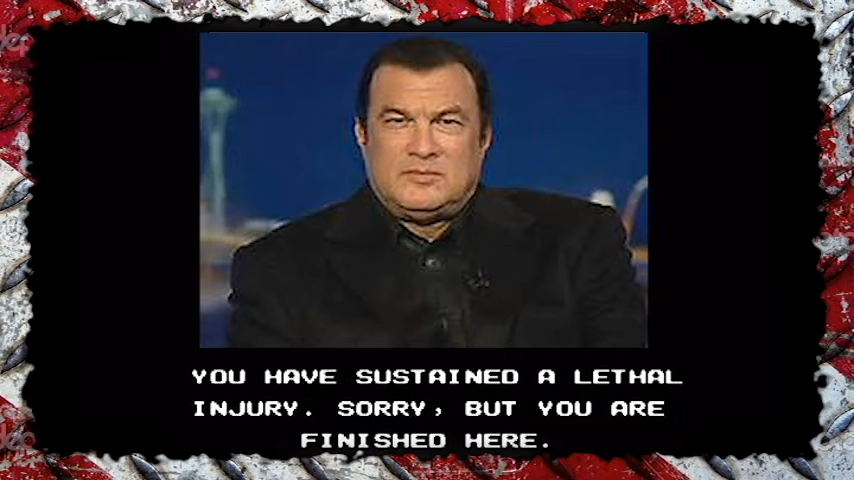 YOU HAVE SUSTAINED A LETHAL
INJURY. SORRY, BUT YOU ARE
FINISHED HERE.